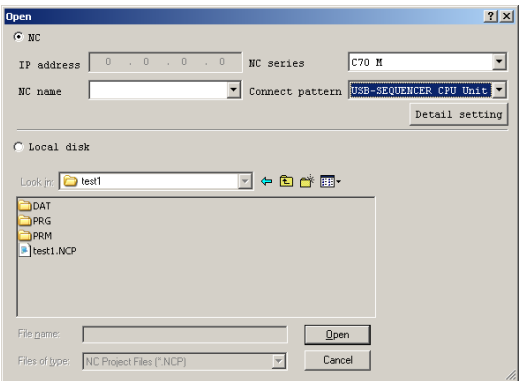 Open
NC
IP address 0 . 0 . 0 . 0 NC series C70 M
NC name Connect pattern USB-SEQUENCER CPU Unit
Detail setting
Local disk
Look in: test1
DAT
PRG
PRM
test1.NCP
File name: Open
Files of type: NC Project Files (*.NCP) Cancel